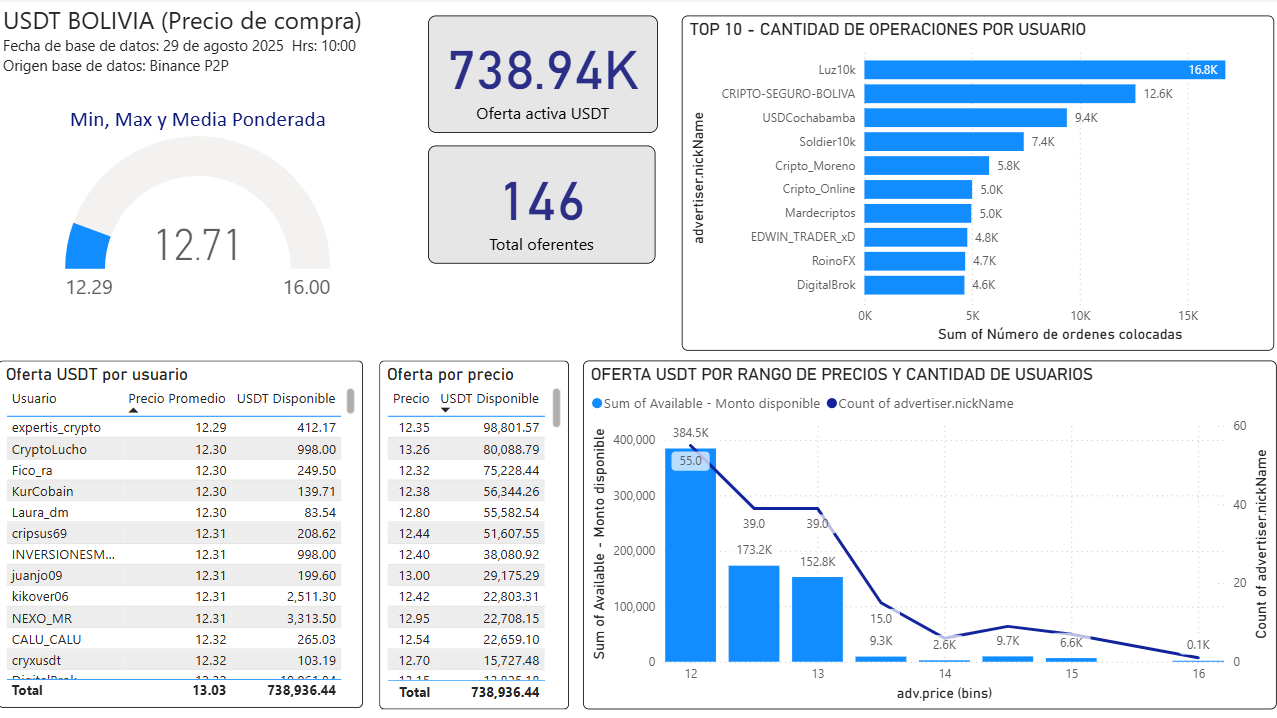 USDT BOLIVIA (Precio de compra)
Fecha de base de datos: 29 de agosto 2025 Hrs: 10:00
Origen base de datos: Binance P2P
Min, Max y Media Ponderada
12.71
12.29
16.00
738.94K
Oferta activa USDT
146
Total oferentes
TOP 10 - CANTIDAD DE OPERACIONES POR USUARIO
advertiser.nickName
Luz10k 16.8K
CRIPTO-SEGURO-BOLIVA 12.6K
USDCochabamba 9.4K
Soldier10k 7.4K
Cripto_Moreno 5.8K
Cripto_Online 5.0K
Mardecriptos 5.0K
EDWIN_TRADER_xD 4.8K
RoinoFX 4.7K
DigitalBrok 4.6K
0K 5K 10K 15K
Sum of Número de ordenes colocadas
Oferta USDT por usuario
Usuario Precio Promedio USDT Disponible
expertis_crypto 12.29 412.17
CryptoLucho 12.30 998.00
Fico_ra 12.30 249.50
KurCobain 12.30 139.71
Laura_dm 12.30 83.54
cripsus69 12.31 208.62
INVERSIONESM... 12.31 998.00
juanjo09 12.31 199.60
kikover06 12.31 2,511.30
NEXO_MR 12.31 3,313.50
CALU_CALU 12.32 265.03
cryxusdt 12.32 103.19
Total 13.03 738,936.44
Oferta por precio
Precio USDT Disponible
12.35 98,801.57
13.26 80,088.79
12.32 75,228.44
12.38 56,344.26
12.80 55,582.54
12.44 51,607.55
12.40 38,080.92
13.00 29,175.29
12.42 22,803.31
12.95 22,708.15
12.54 22,659.10
12.70 15,727.48
Total 738,936.44
OFERTA USDT POR RANGO DE PRECIOS Y CANTIDAD DE USUARIOS
Sum of Available - Monto disponible Count of advertiser.nickName
Sum of Available - Monto disponible
400,000
300,000
200,000
100,000
0
384.5K
55.0
39.0
39.0
173.2K
152.8K
15.0
9.3K
2.6K
9.7K
6.6K
0.1K
60
40
20
0
Count of advertiser.nickName
12 13 14 15 16
adv.price (bins)